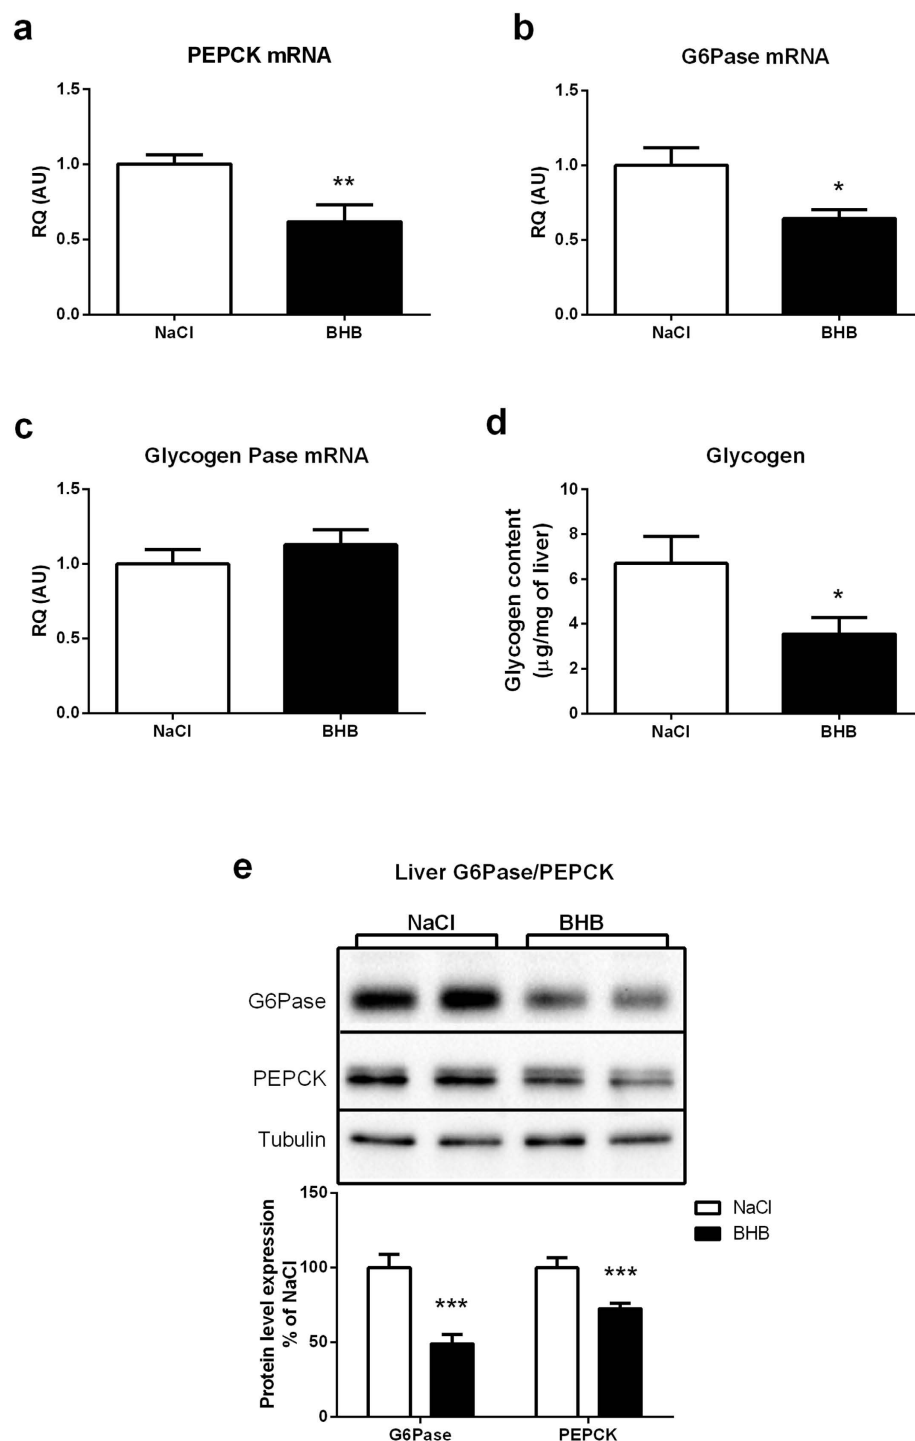 a
PEPCK mRNA
RQ (AU)
1.5
1.0
0.5
0.0
**
NaCl
BHB
b
G6Pase mRNA
RQ (AU)
1.5
1.0
0.5
0.0
*
NaCl
BHB
c
Glycogen Pase mRNA
RQ (AU)
1.5
1.0
0.5
0.0
NaCl
BHB
d
Glycogen
Glycogen content
(µg/mg of liver)
10
8
6
4
2
0
*
NaCl
BHB
e
Liver G6Pase/PEPCK
NaCl
BHB
G6Pase
PEPCK
Tubulin
Protein level expression
% of NaCl
150
100
50
0
***
***
G6Pase
PEPCK
NaCl
BHB